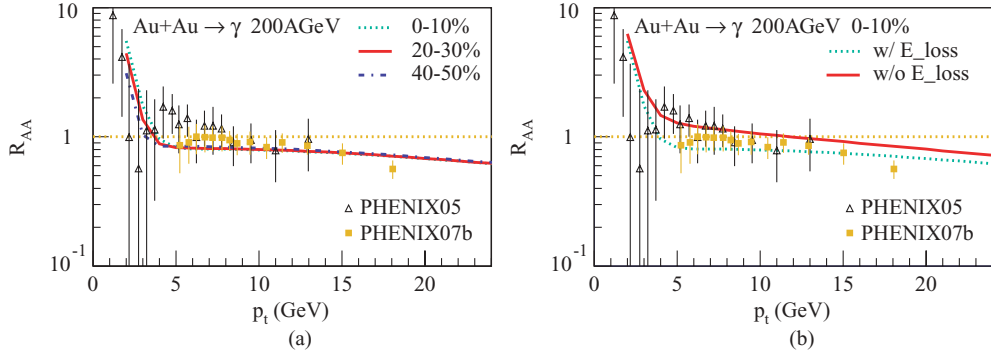 Au+Au → γ 200AGeV
0-10%
20-30%
40-50%
R_AA
10
1
10^-1
PHENIX05
PHENIX07b
0 5 10 15 20
p_t (GeV)
(a)
Au+Au → γ 200AGeV 0-10%
w/ E_loss
w/o E_loss
R_AA
10
1
10^-1
PHENIX05
PHENIX07b
0 5 10 15 20
p_t (GeV)
(b)